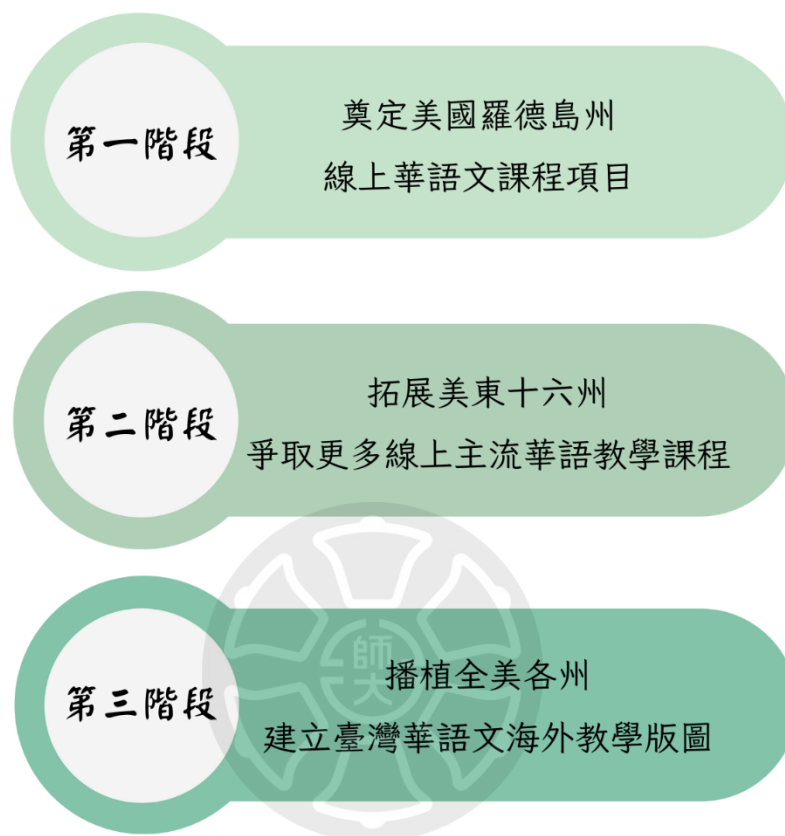 第一階段
奠定美國羅德島州
線上華語文課程項目
第二階段
拓展美東十六州
爭取更多線上主流華語教學課程
第三階段
播植全美各州
建立臺灣華語文海外教學版圖
師大